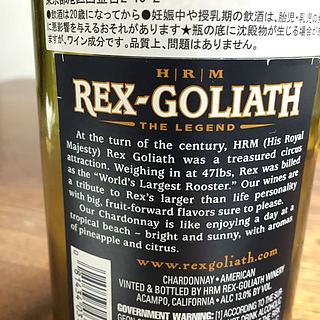 ●飲酒は20歳になってから●妊娠中や授乳期の飲酒は、胎児・乳児の
に悪影響を与えるおそれがあります★瓶の底に沈殿物が生じる場合が
ますが、ワイン成分です。品質上、問題はありません。
H|R|M
REX-GOLIATH
THE LEGEND
At the turn of the century, HRM (His Royal
Majesty) Rex Goliath was a treasured circus
attraction. Weighing in at 47lbs, Rex was billed
as the “World's Largest Rooster.” Our wines are
a tribute to Rex's larger than life personality
with big, fruit-forward flavors sure to please.
Our Chardonnay is like enjoying a day at a
tropical beach – bright and sunny, with aromas
of pineapple and citrus.
www.rexgoliath.com
CHARDONNAY • AMERICAN
VINTED & BOTTLED BY HRM REX-GOLIATH WINERY
ACAMPO, CALIFORNIA • ALC 13.0% BY VOL
GOVERNMENT WARNING: (1) ACCORDING TO THE SUR-